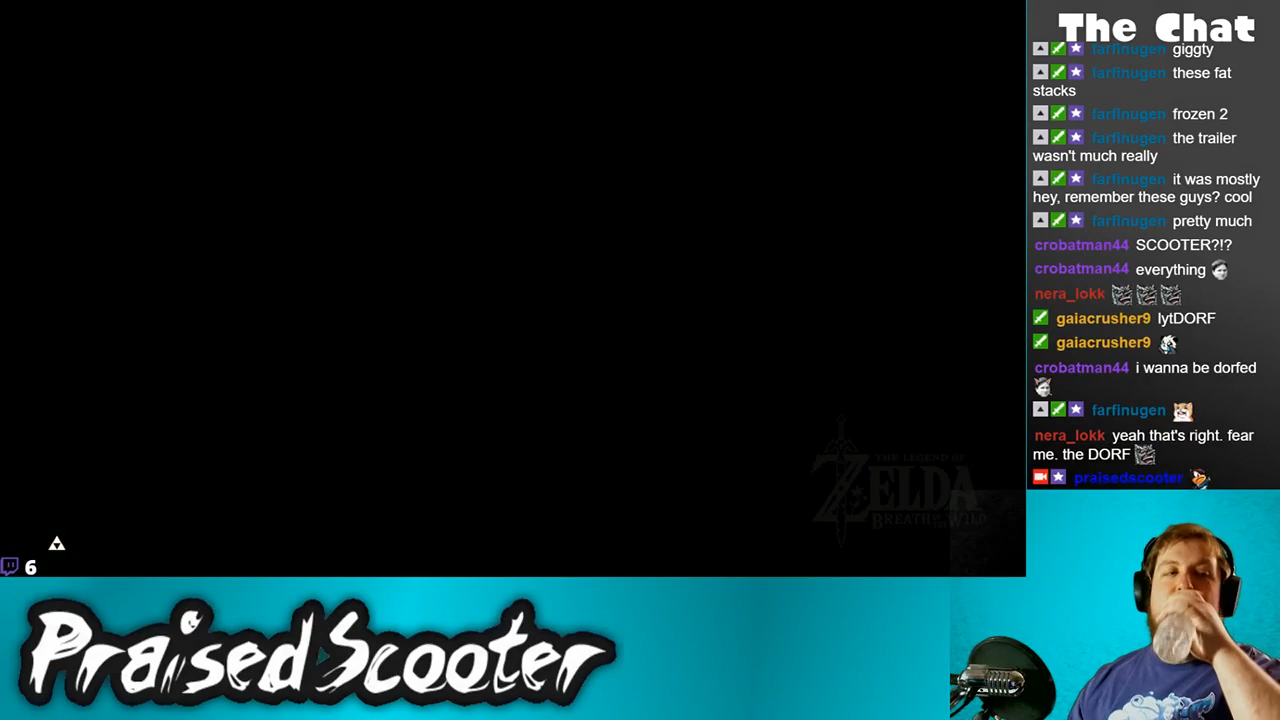 The Chat
farfinugen giggty
farfinugen these fat
stacks
farfinugen frozen 2
farfinugen the trailer
wasn't much really
farfinugen it was mostly
hey, remember these guys? cool
farfinugen pretty much
crobatman44 SCOOTER?!?
crobatman44 everything
nera_lokk
gaiacrusher9 lytDORF
gaiacrusher9
crobatman44 i wanna be dorfed
farfinugen
nera_lokk yeah that's right. fear
me. the DORF
praisedscooter
THE LEGEND OF
ZELDA
BREATH OF THE WILD
6
PraisedScooter